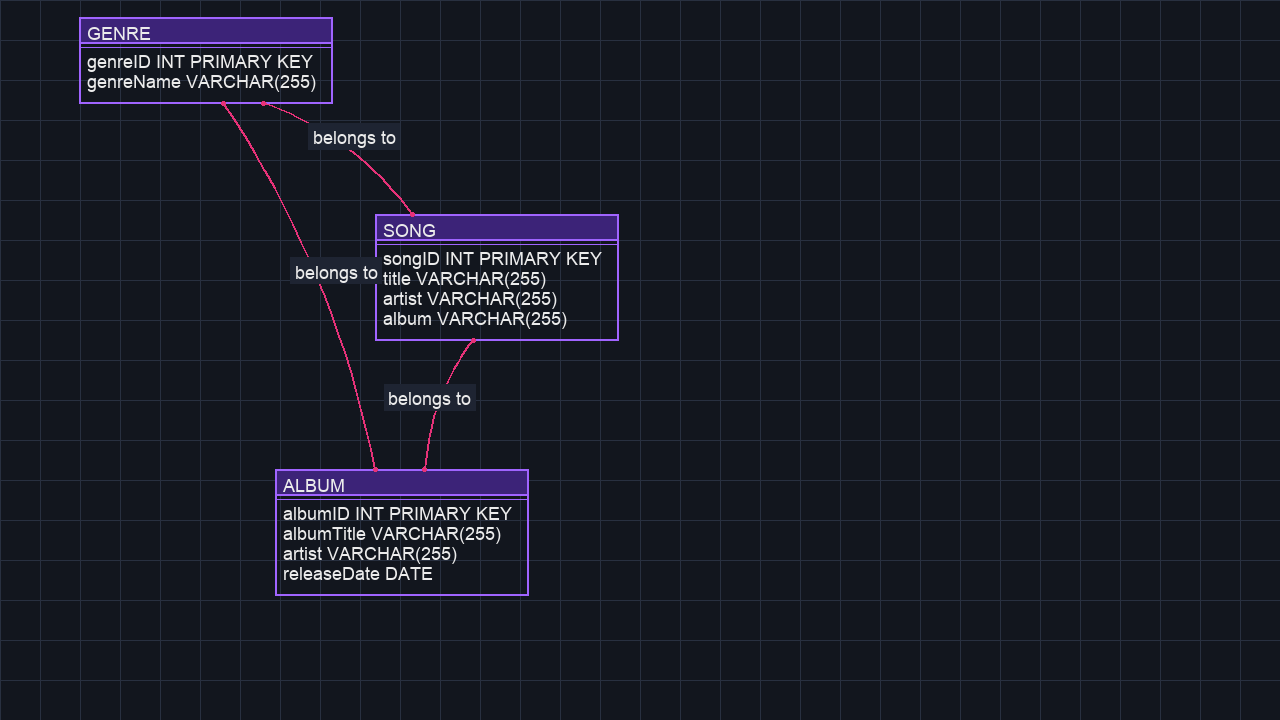 GENRE
genreID INT PRIMARY KEY
genreName VARCHAR(255)
belongs to
SONG
songID INT PRIMARY KEY
title VARCHAR(255)
artist VARCHAR(255)
album VARCHAR(255)
belongs to
belongs to
ALBUM
albumID INT PRIMARY KEY
albumTitle VARCHAR(255)
artist VARCHAR(255)
releaseDate DATE